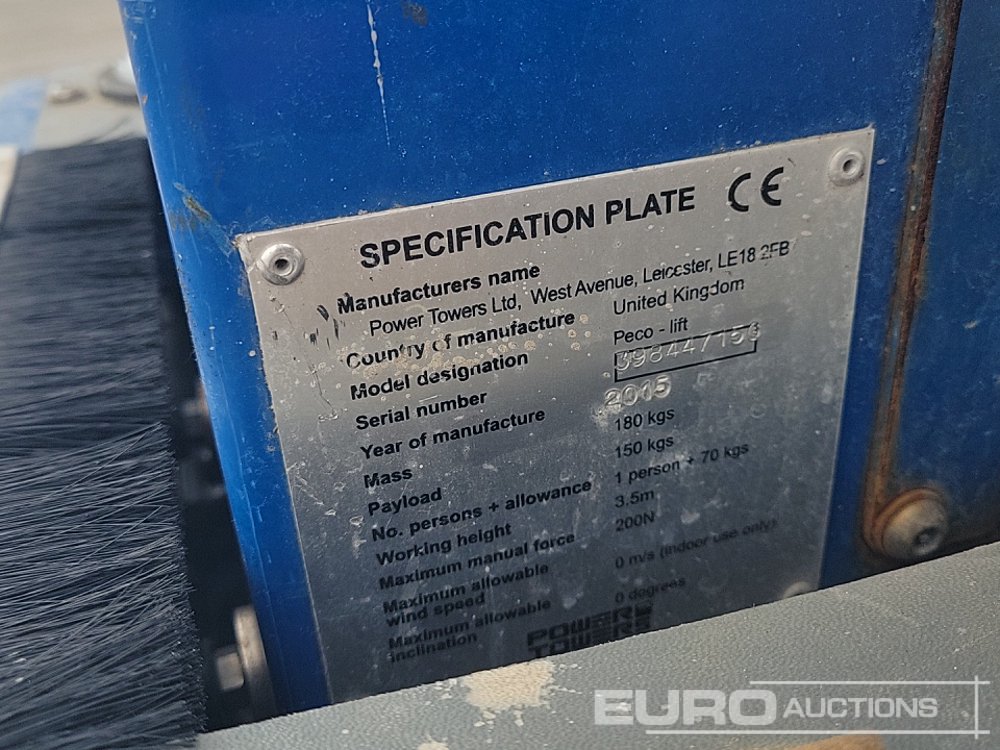 SPECIFICATION PLATE CE
Manufacturers name
Power Towers Ltd, West Avenue, Leicester, LE18 2FB
Country of manufacture United Kingdom
Model designation Peco - lift
Serial number 39844715
Year of manufacture 2015
Mass 180 kgs
Payload 150 kgs
No. persons + allowance 1 person + 70 kgs
Working height 3.5m
Maximum manual force 200N
Maximum allowable
wind speed 0 m/s (indoor use only)
Maximum allowable
inclination 0 degrees
POWER
TOWERS
EURO AUCTIONS